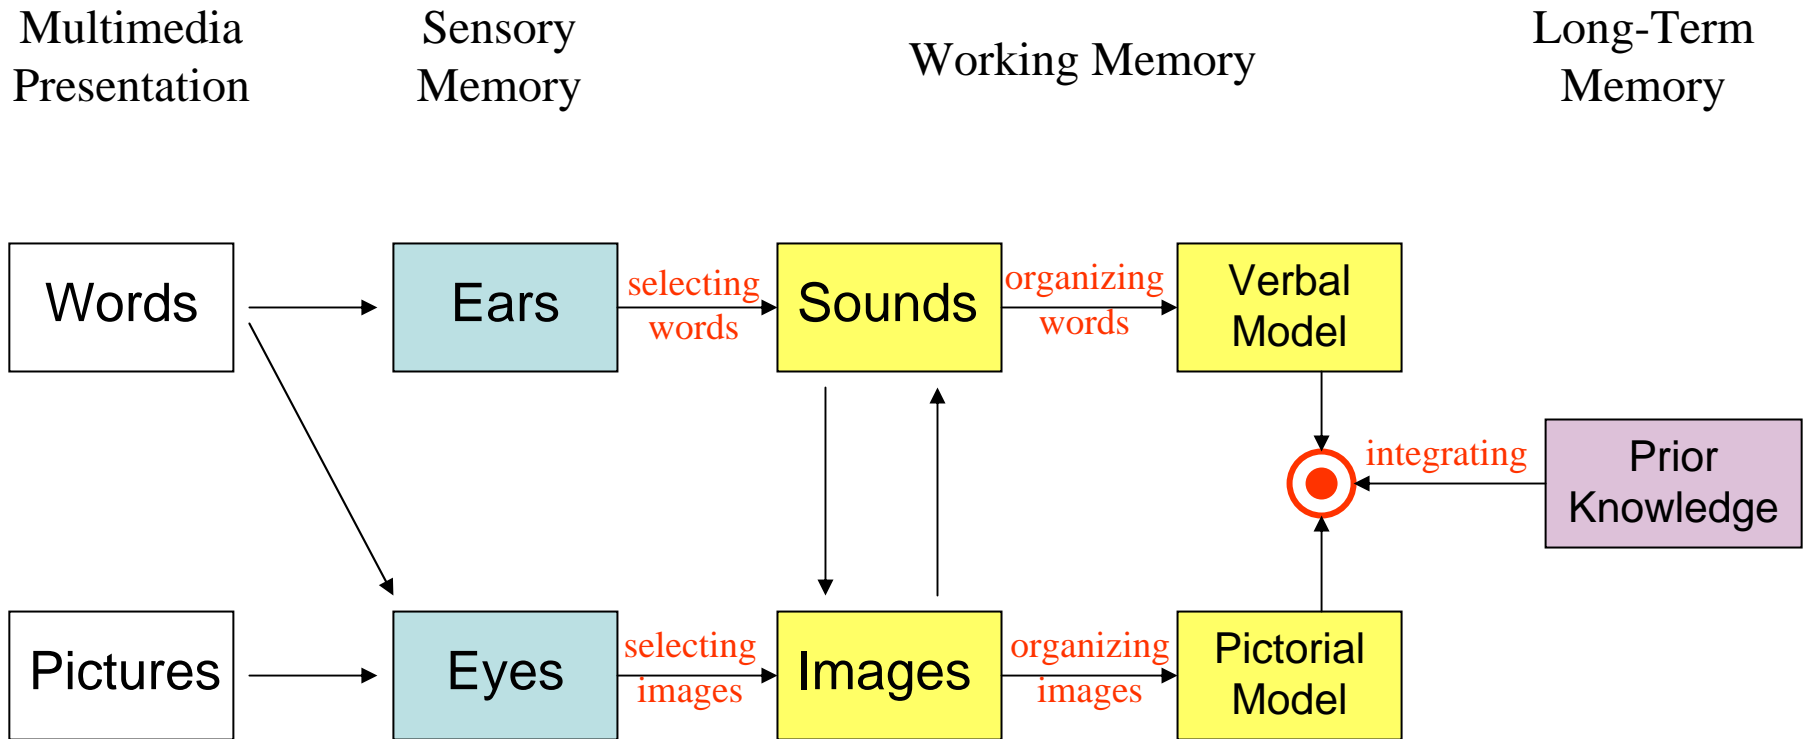 Multimedia
Presentation
Sensory
Memory
Working Memory
Long-Term
Memory
Words
Ears
selecting
words
Sounds
organizing
words
Verbal
Model
integrating
Prior
Knowledge
Pictures
Eyes
selecting
images
Images
organizing
images
Pictorial
Model